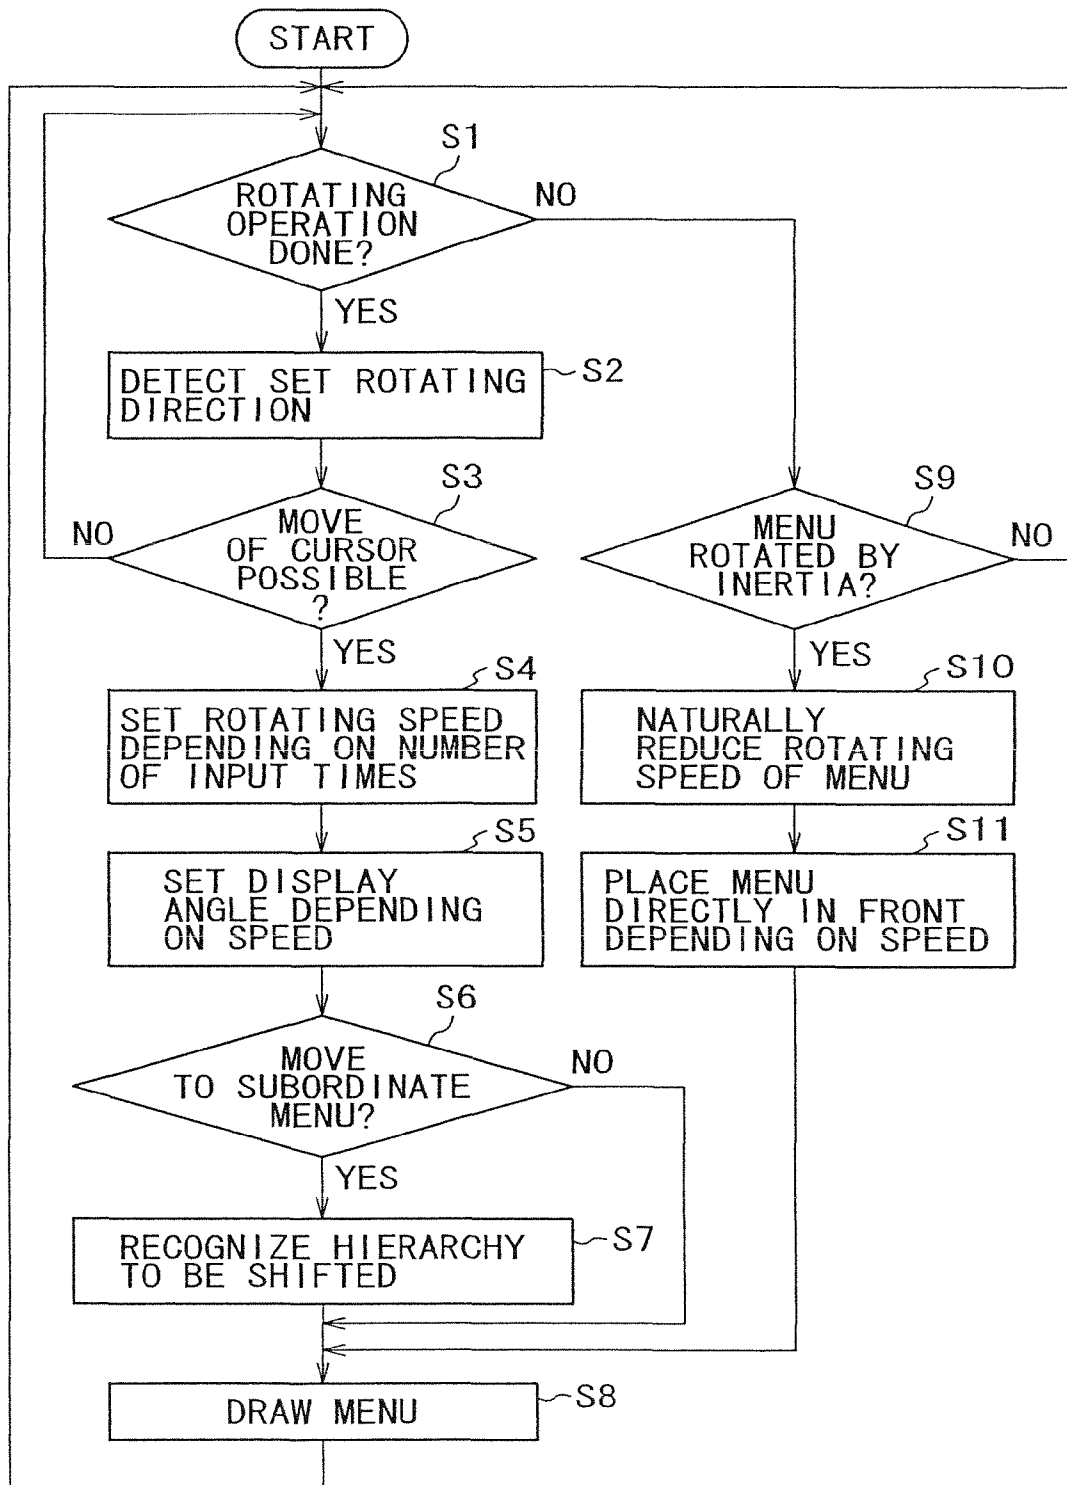 START
S1
ROTATING
OPERATION
DONE?
NO
YES
DETECT SET ROTATING
DIRECTION
S2
S3
NO
MOVE
OF CURSOR
POSSIBLE
?
YES
S9
MENU
ROTATED BY
INERTIA?
NO
YES
S4
SET ROTATING SPEED
DEPENDING ON NUMBER
OF INPUT TIMES
S10
NATURALLY
REDUCE ROTATING
SPEED OF MENU
S5
SET DISPLAY
ANGLE DEPENDING
ON SPEED
S11
PLACE MENU
DIRECTLY IN FRONT
DEPENDING ON SPEED
S6
MOVE
TO SUBORDINATE
MENU?
NO
YES
RECOGNIZE HIERARCHY
TO BE SHIFTED
S7
DRAW MENU
S8